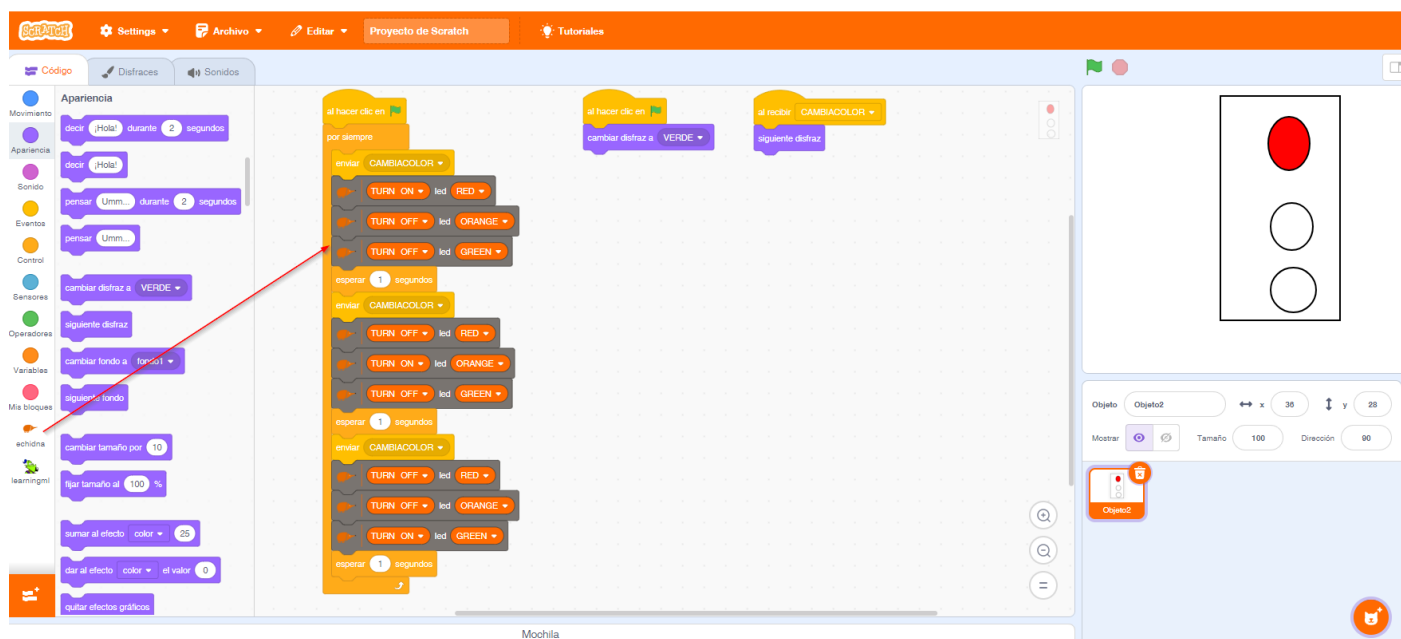 SCRATCH
Settings
Archivo
Editar
Proyecto de Scratch
Tutoriales
Código
Disfraces
Sonidos
Movimiento
Apariencia
Sonido
Eventos
Control
Sensores
Operadores
Variables
Mis bloques
echidna
learningml
Apariencia
decir ¡Hola! durante 2 segundos
decir ¡Hola!
pensar Umm... durante 2 segundos
pensar Umm...
cambiar disfraz a VERDE
siguiente disfraz
cambiar fondo a fondo1
siguiente fondo
cambiar tamaño por 10
fijar tamaño al 100 %
sumar al efecto color 25
dar al efecto color el valor 0
quitar efectos gráficos
al hacer clic en
por siempre
enviar CAMBIACOLOR
TURN ON led RED
TURN OFF led ORANGE
TURN OFF led GREEN
esperar 1 segundos
enviar CAMBIACOLOR
TURN OFF led RED
TURN ON led ORANGE
TURN OFF led GREEN
esperar 1 segundos
enviar CAMBIACOLOR
TURN OFF led RED
TURN OFF led ORANGE
TURN ON led GREEN
esperar 1 segundos
al hacer clic en
cambiar disfraz a VERDE
al recibir CAMBIACOLOR
siguiente disfraz
Objeto Objeto2 x 36 y 28
Mostrar Tamaño 100 Dirección 90
Objeto2
Mochila